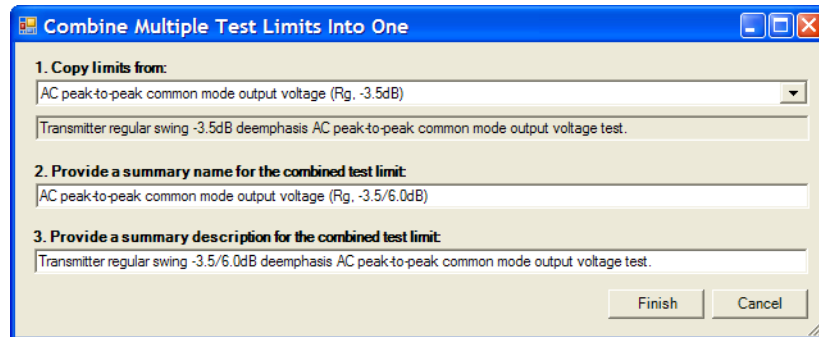 Combine Multiple Test Limits Into One
1. Copy limits from:
AC peak-to-peak common mode output voltage (Rg, -3.5dB)
Transmitter regular swing -3.5dB deemphasis AC peak-to-peak common mode output voltage test.
2. Provide a summary name for the combined test limit:
AC peak-to-peak common mode output voltage (Rg, -3.5/6.0dB)
3. Provide a summary description for the combined test limit:
Transmitter regular swing -3.5/6.0dB deemphasis AC peak-to-peak common mode output voltage test.
Finish Cancel